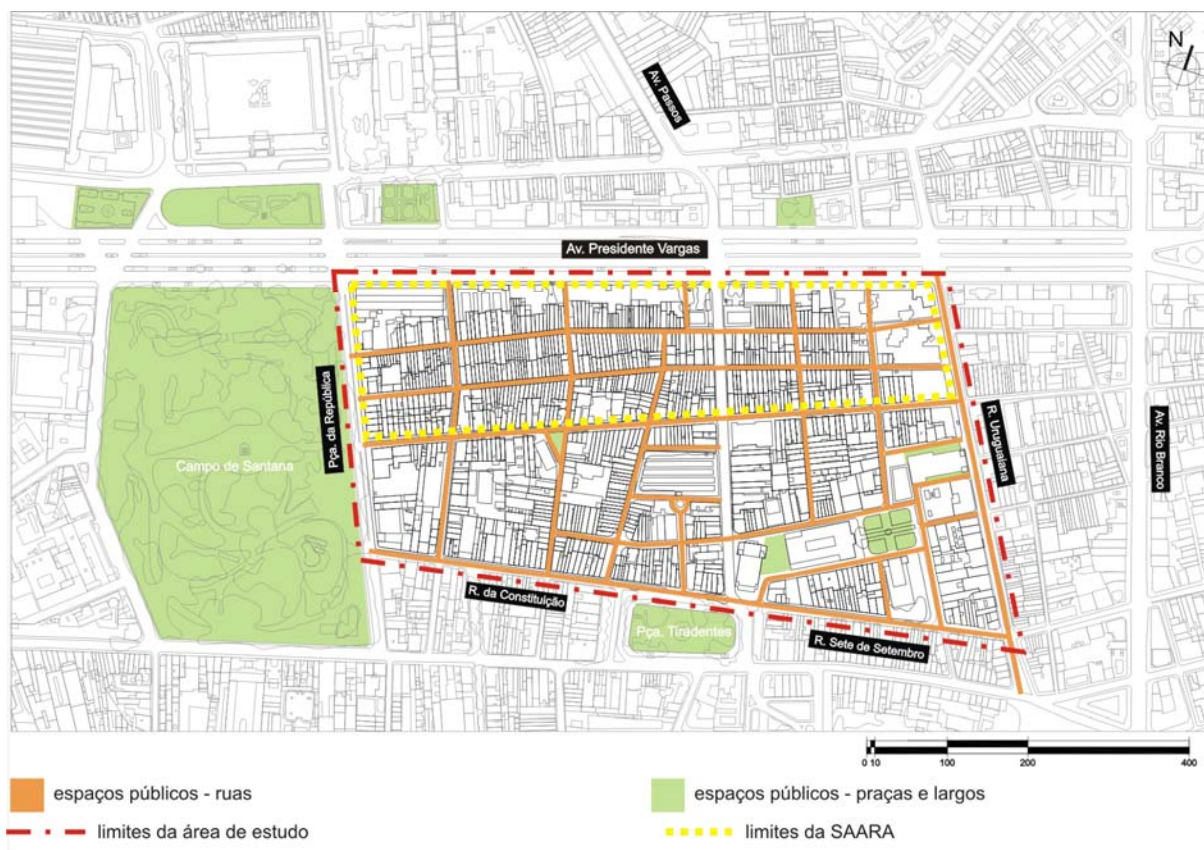 N
Av. Passos
Av. Presidente Vargas
Pça. da República
Campo de Santana
R. Uruguaiana
Av. Rio Branco
R. da Constituição
Pça. Tiradentes
R. Sete de Setembro
0 10 100 200 400
espaços públicos - ruas
espaços públicos - praças e largos
limites da área de estudo
limites da SAARA